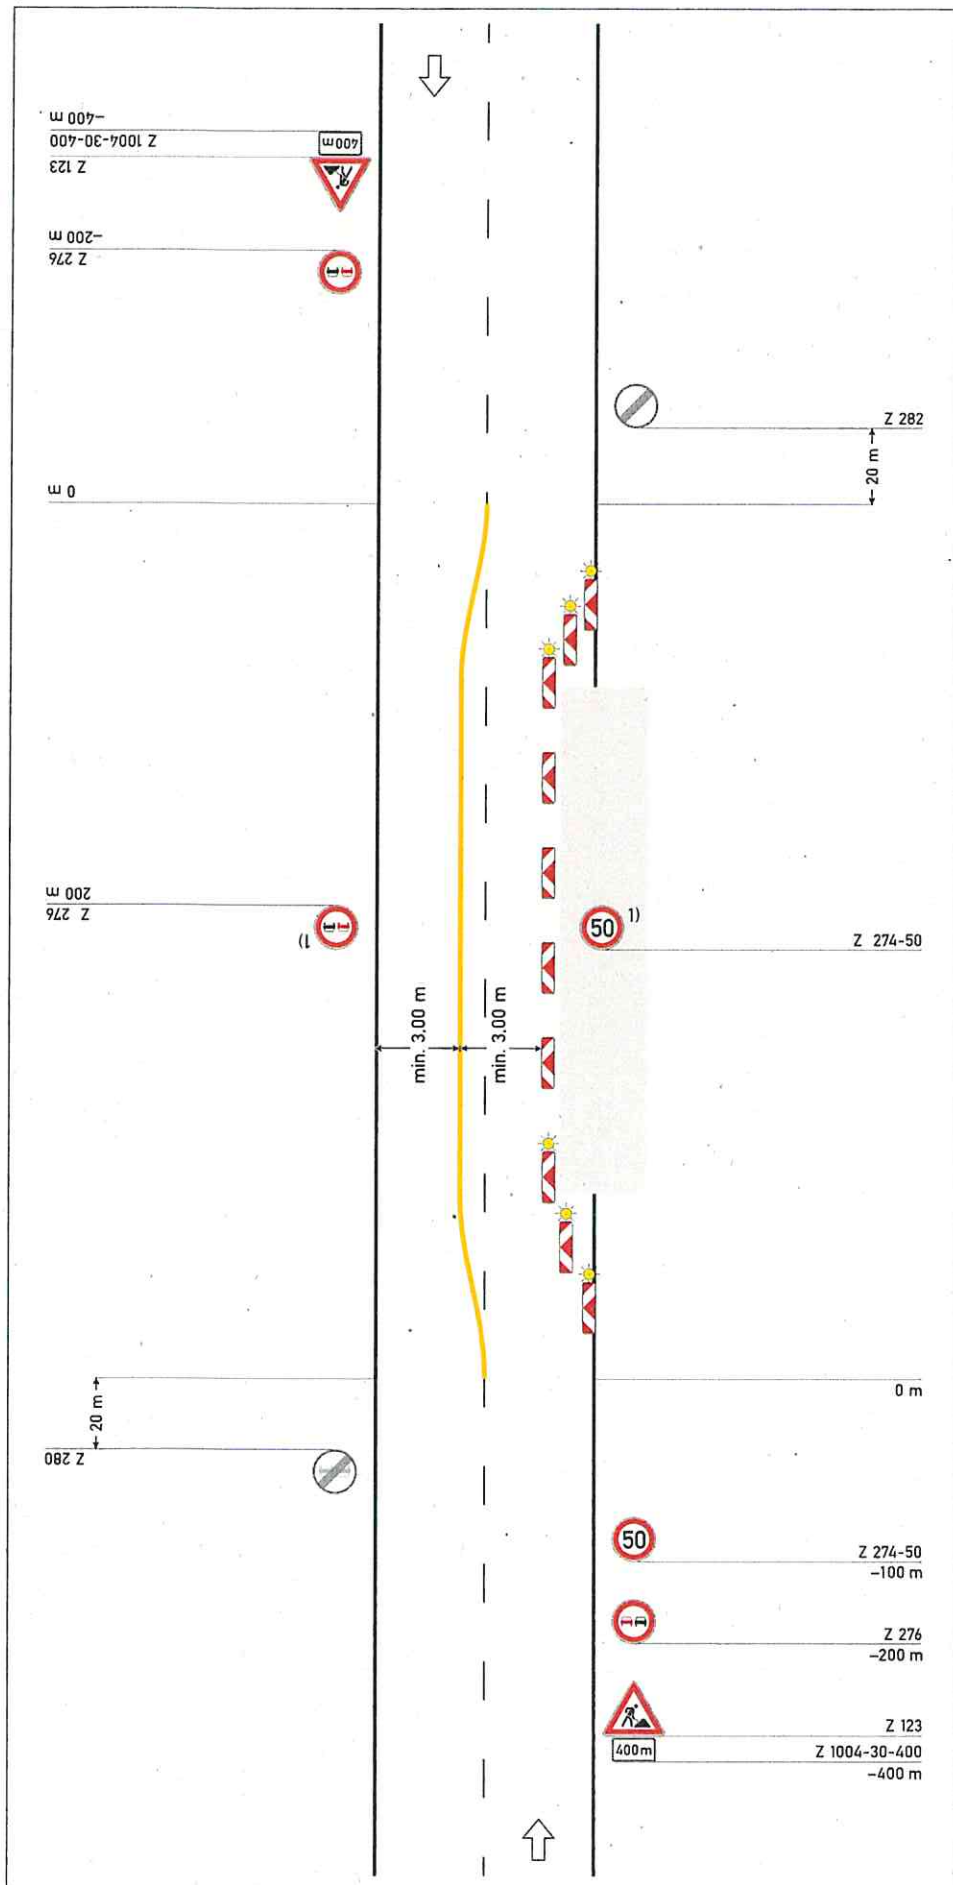 –400 m
Z 1004-30-400
400m
Z 123
–200 m
Z 276
Z 282
20 m
0 m
200 m
Z 276
1)
50
1)
Z 274-50
min. 3.00 m
min. 3.00 m
0 m
20 m
Z 280
50
Z 274-50
–100 m
Z 276
–200 m
Z 123
400m
Z 1004-30-400
–400 m